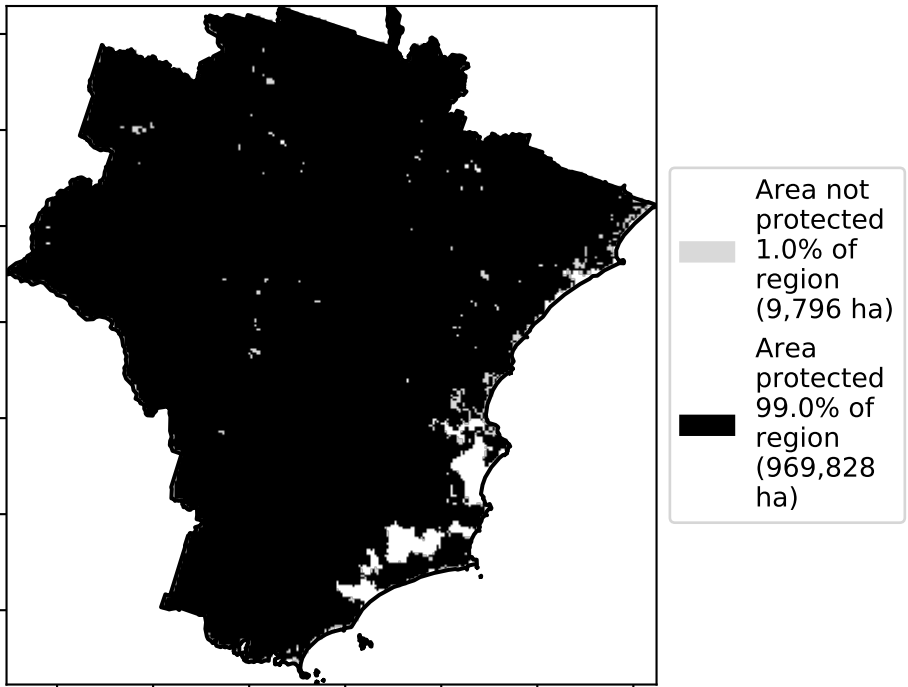 Area not
protected
1.0% of
region
(9,796 ha)
Area
protected
99.0% of
region
(969,828
ha)